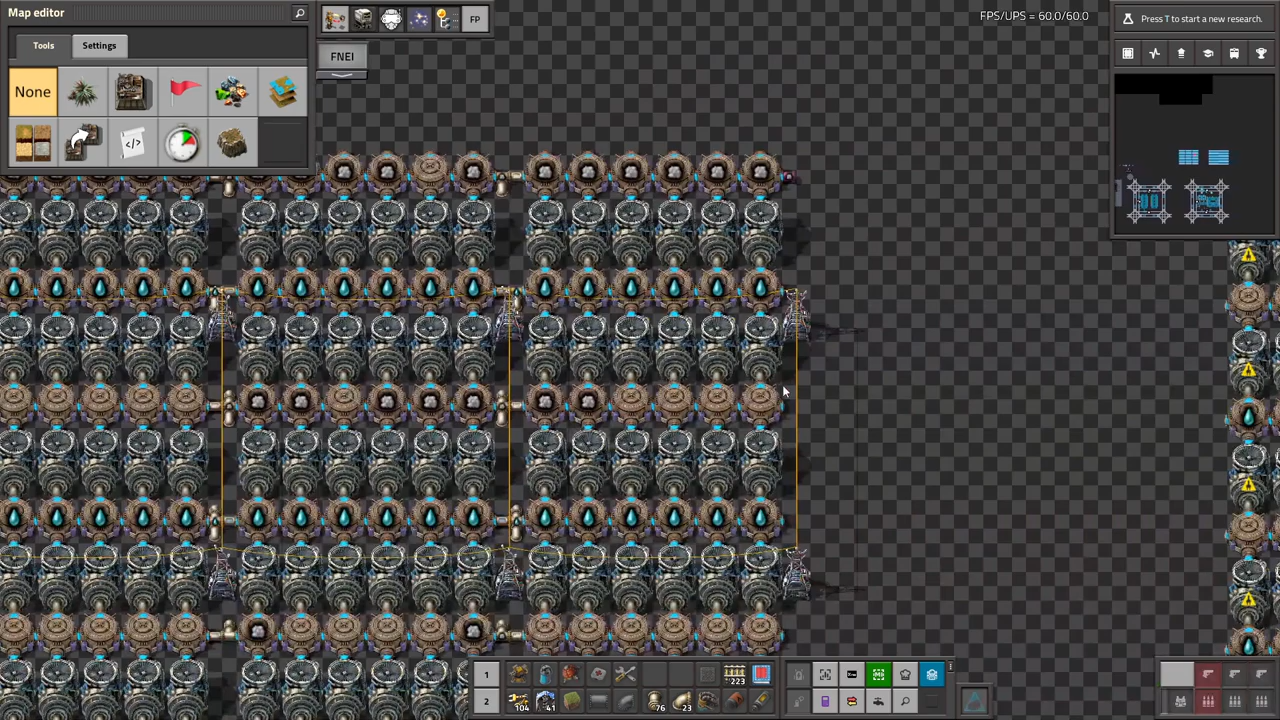 Map editor
FP
FPS/UPS = 60.0/60.0
Press T to start a new research.
Tools
Settings
FNEI
None
</>
1
223
2
104
41
76
23